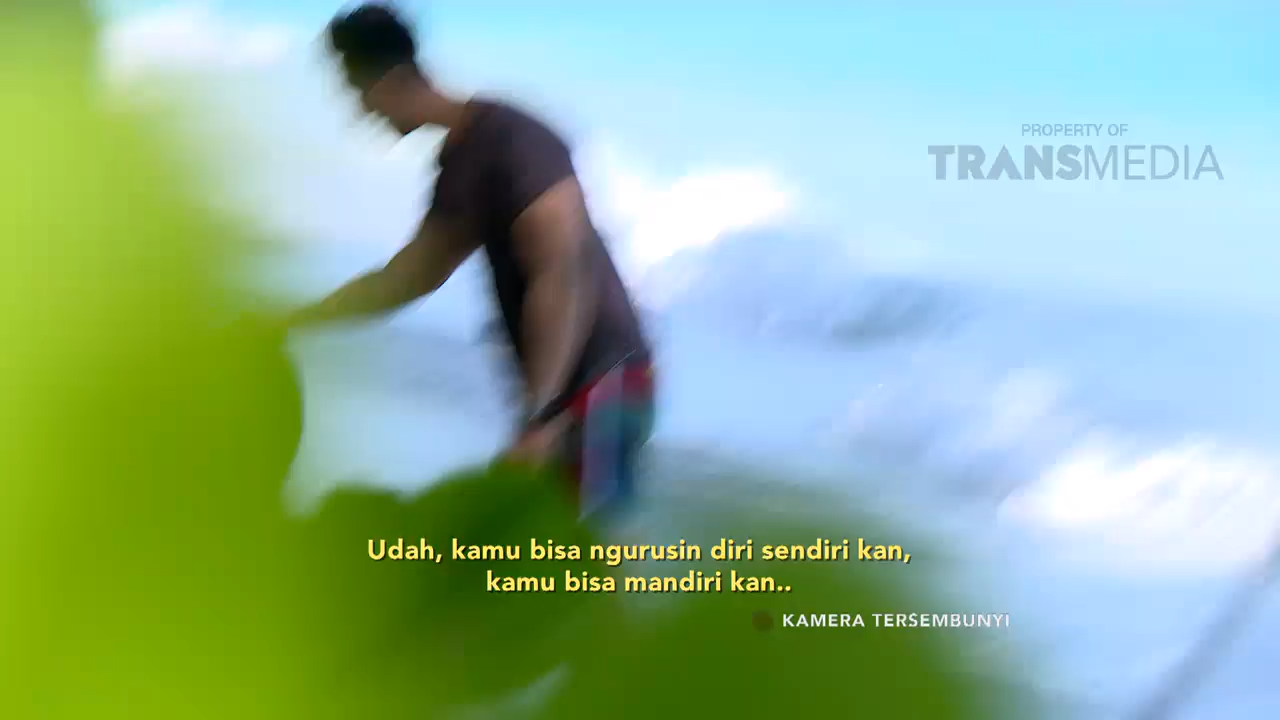 PROPERTY OF
TRANSMEDIA
Udah, kamu bisa ngurusin diri sendiri kan,
kamu bisa mandiri kan..
KAMERA TERSEMBUNYI